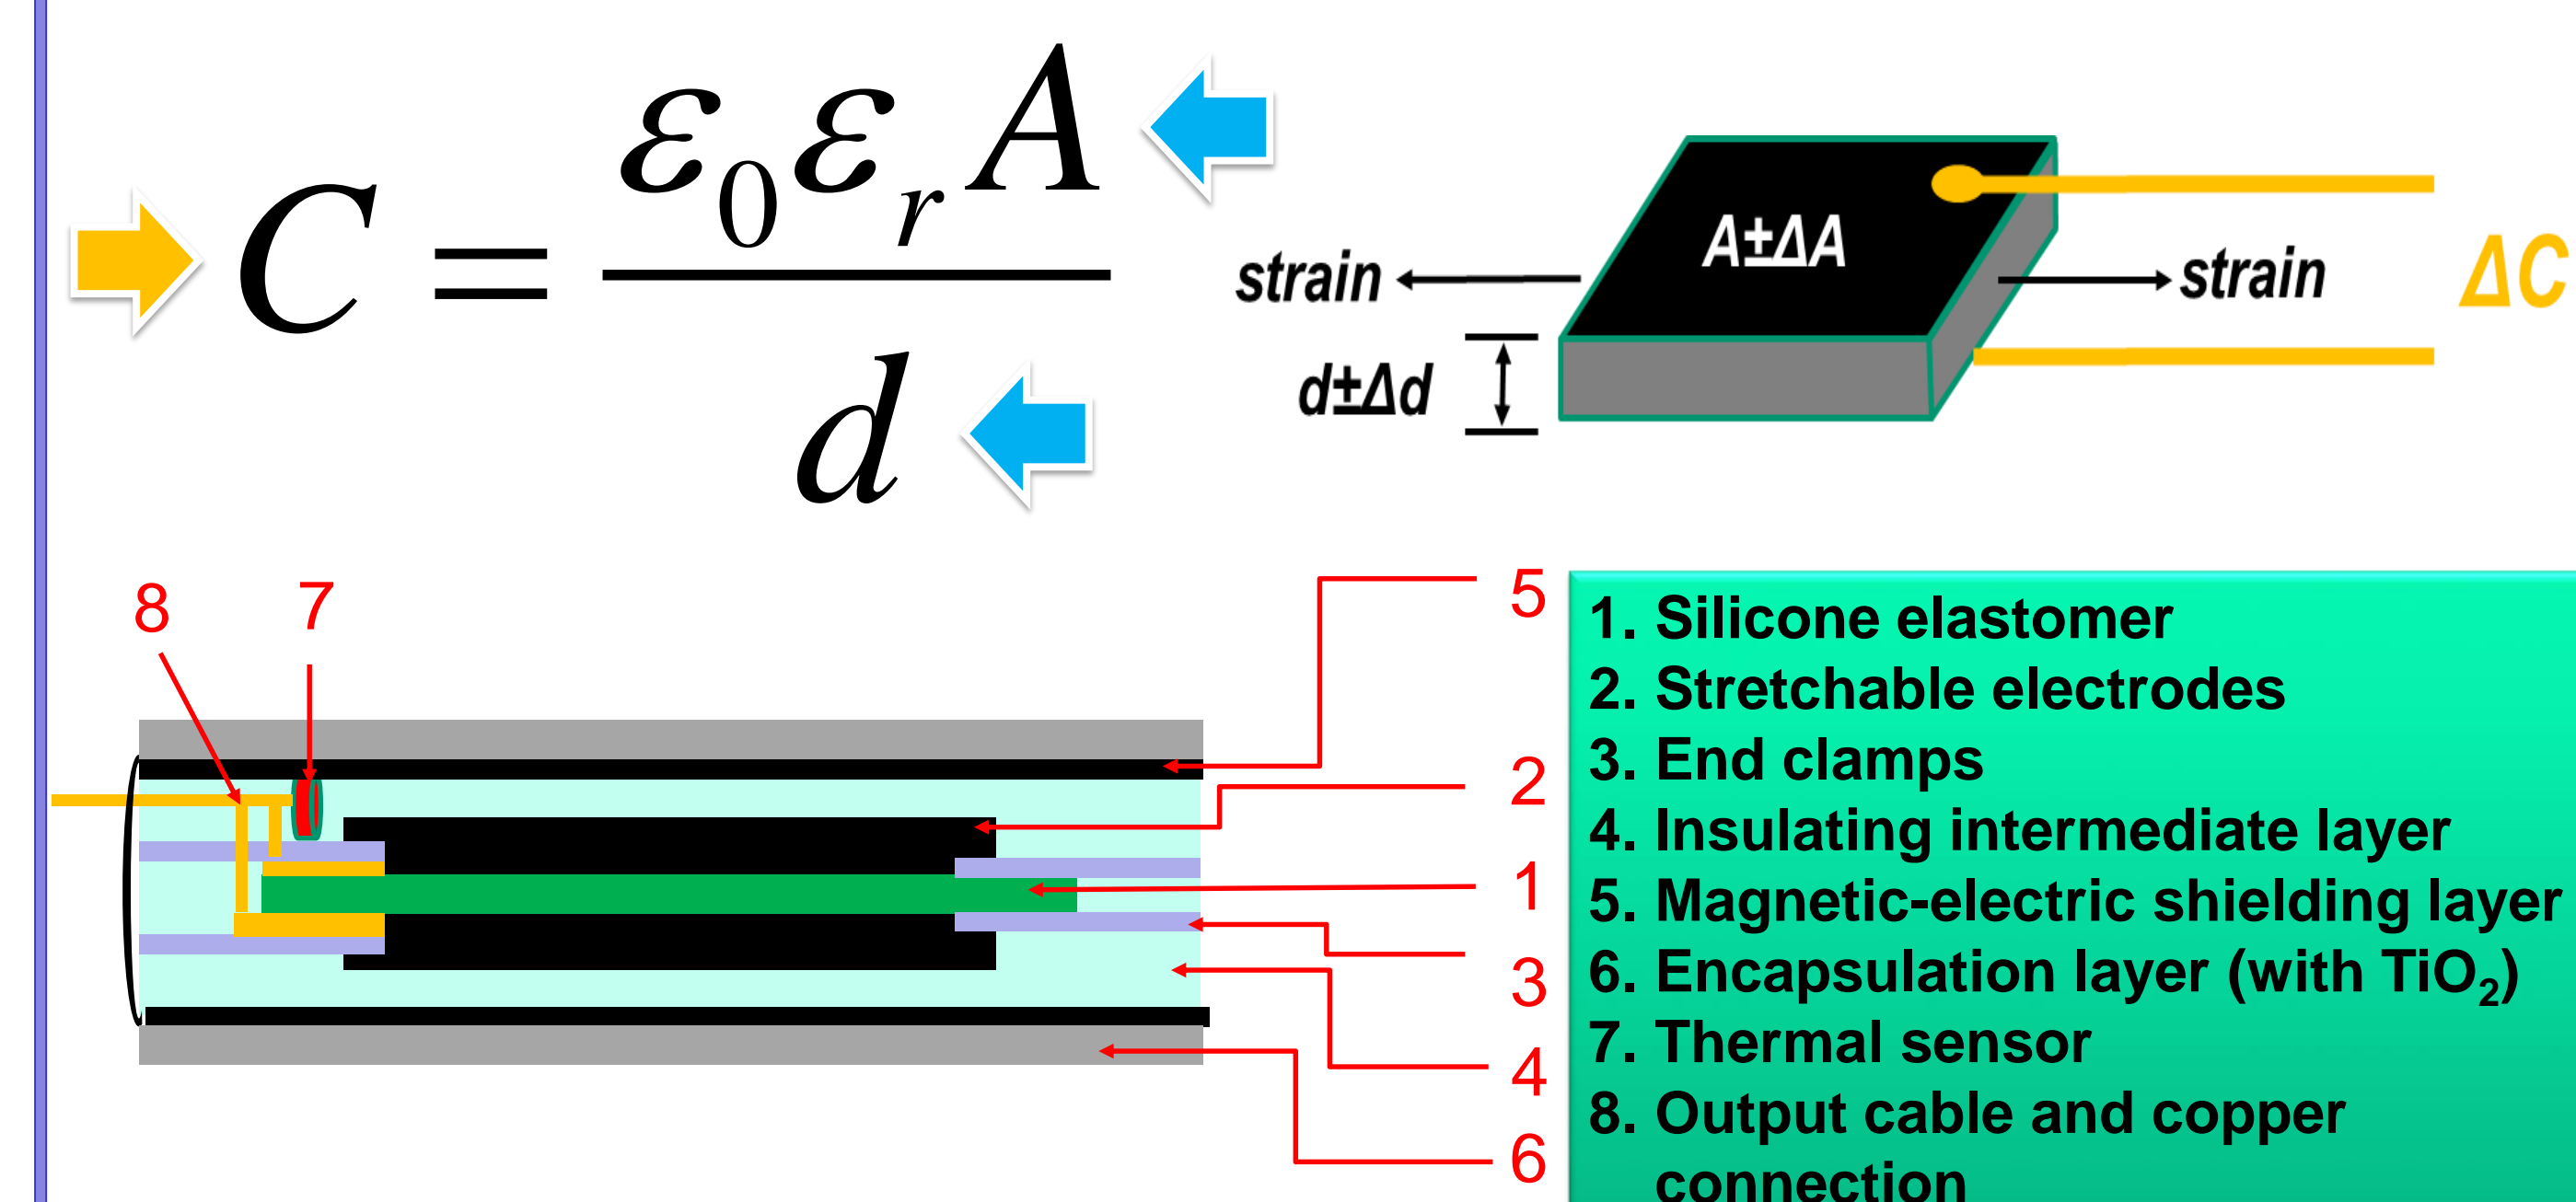 C = ε₀εᵣA / d
A±ΔA
strain
strain
ΔC
d±Δd
8
7
5
2
1
3
4
6
1. Silicone elastomer
2. Stretchable electrodes
3. End clamps
4. Insulating intermediate layer
5. Magnetic-electric shielding layer
6. Encapsulation layer (with TiO₂)
7. Thermal sensor
8. Output cable and copper
connection